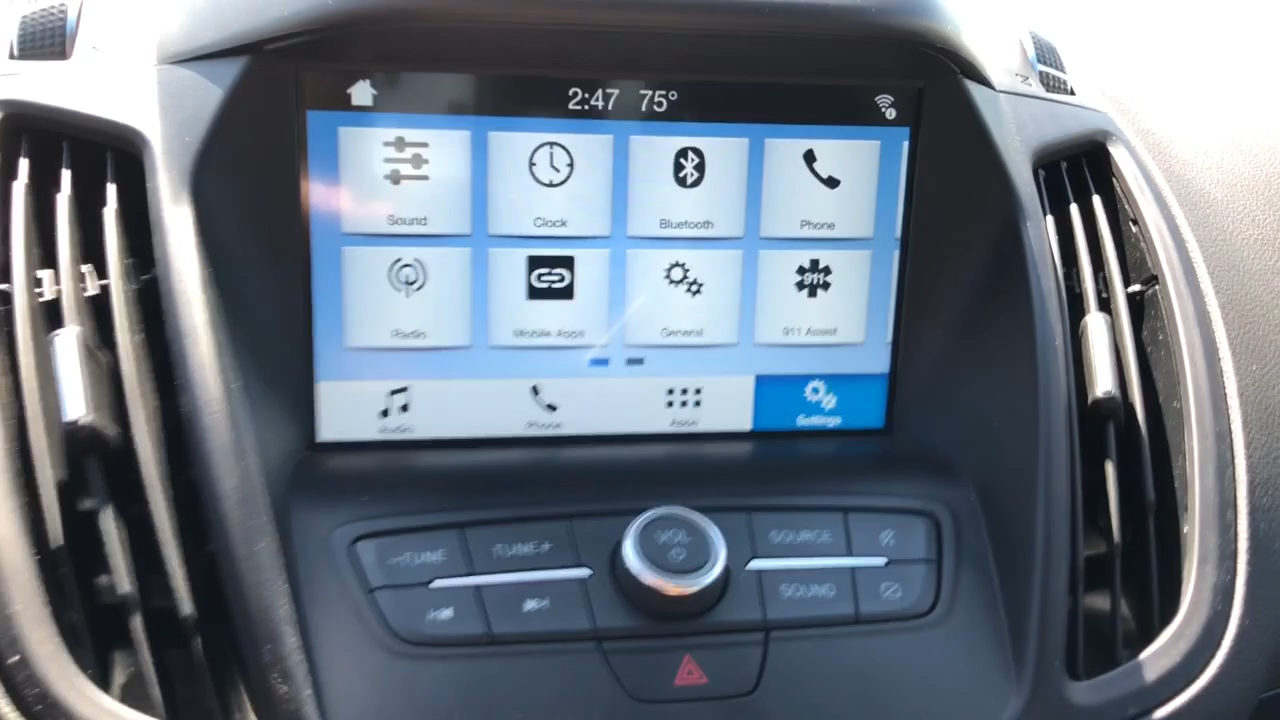 2:47 75°
Sound Clock Bluetooth Phone
911
Radio Mobile Apps General 911 Assist
Audio Phone Apps Settings
VOL
−TUNE TUNE+ SOURCE
SOUND